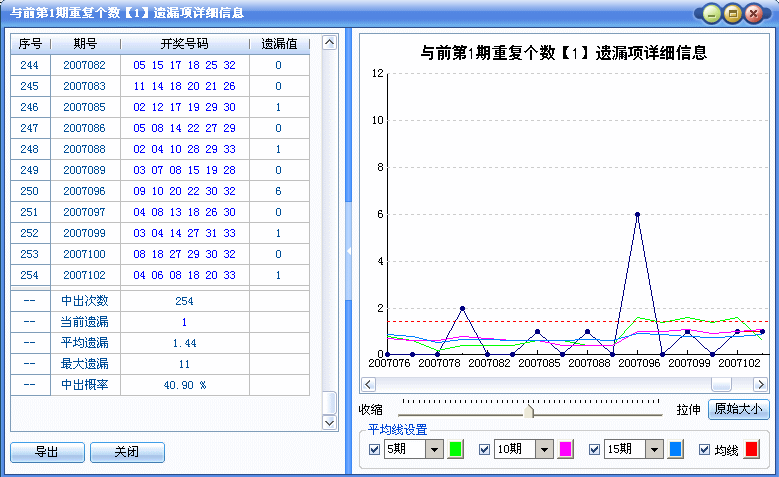 与前第1期重复个数【1】遗漏项详细信息
序号 期号 开奖号码 遗漏值
244 2007082 05 15 17 18 25 32 0
245 2007083 11 14 18 20 21 26 0
246 2007085 02 12 17 19 29 30 1
247 2007086 05 08 14 22 27 29 0
248 2007088 02 04 10 28 29 33 1
249 2007089 03 07 08 15 19 28 0
250 2007096 09 10 20 22 30 32 6
251 2007097 04 08 13 18 26 30 0
252 2007099 03 04 14 27 31 33 1
253 2007100 08 18 27 29 30 32 0
254 2007102 04 06 08 18 20 33 1
-- 中出次数 254
-- 当前遗漏 1
-- 平均遗漏 1.44
-- 最大遗漏 11
-- 中出概率 40.90 %
导出 关闭
与前第1期重复个数【1】遗漏项详细信息
12
10
8
6
4
2
0
2007076 2007078 2007082 2007085 2007088 2007096 2007099 2007102
收缩 拉伸 原始大小
平均线设置
5期 10期 15期 均线